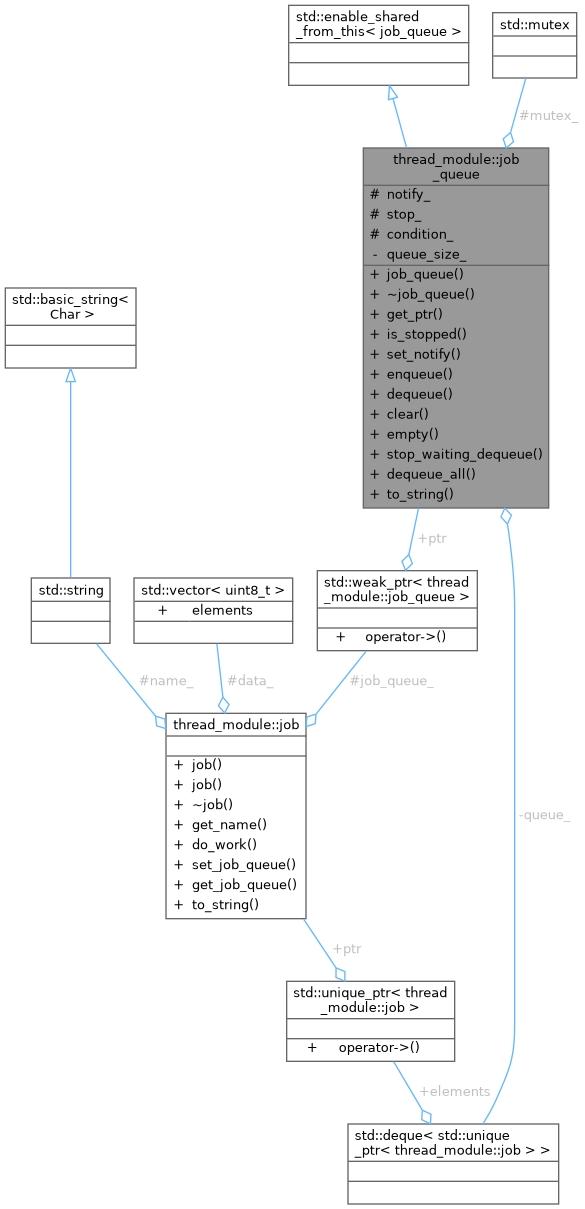 std::enable_shared
_from_this< job_queue >
std::mutex
#mutex_
thread_module::job
_queue
# notify_
# stop_
# condition_
- queue_size_
+ job_queue()
+ ~job_queue()
+ get_ptr()
+ is_stopped()
+ set_notify()
+ enqueue()
+ dequeue()
+ clear()
+ empty()
+ stop_waiting_dequeue()
+ dequeue_all()
+ to_string()
std::basic_string<
Char >
+ptr
std::string
std::vector< uint8_t >
+ elements
std::weak_ptr< thread
_module::job_queue >
+ operator->()
#name_
#data_
#job_queue_
thread_module::job
+ job()
+ job()
+ ~job()
+ get_name()
+ do_work()
+ set_job_queue()
+ get_job_queue()
+ to_string()
-queue_
+ptr
std::unique_ptr< thread
_module::job >
+ operator->()
+elements
std::deque< std::unique
_ptr< thread_module::job > >